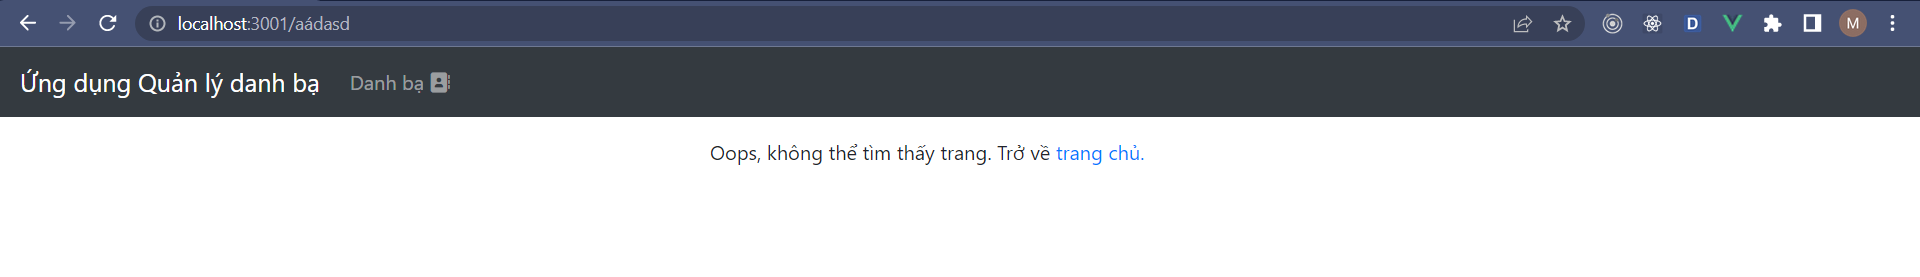 localhost:3001/aádasd
D
M
Ứng dụng Quản lý danh bạ Danh bạ
Oops, không thể tìm thấy trang. Trở về trang chủ.